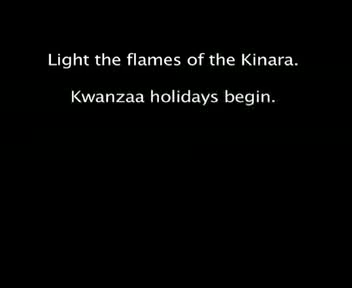 Light the flames of the Kinara.
Kwanzaa holidays begin.